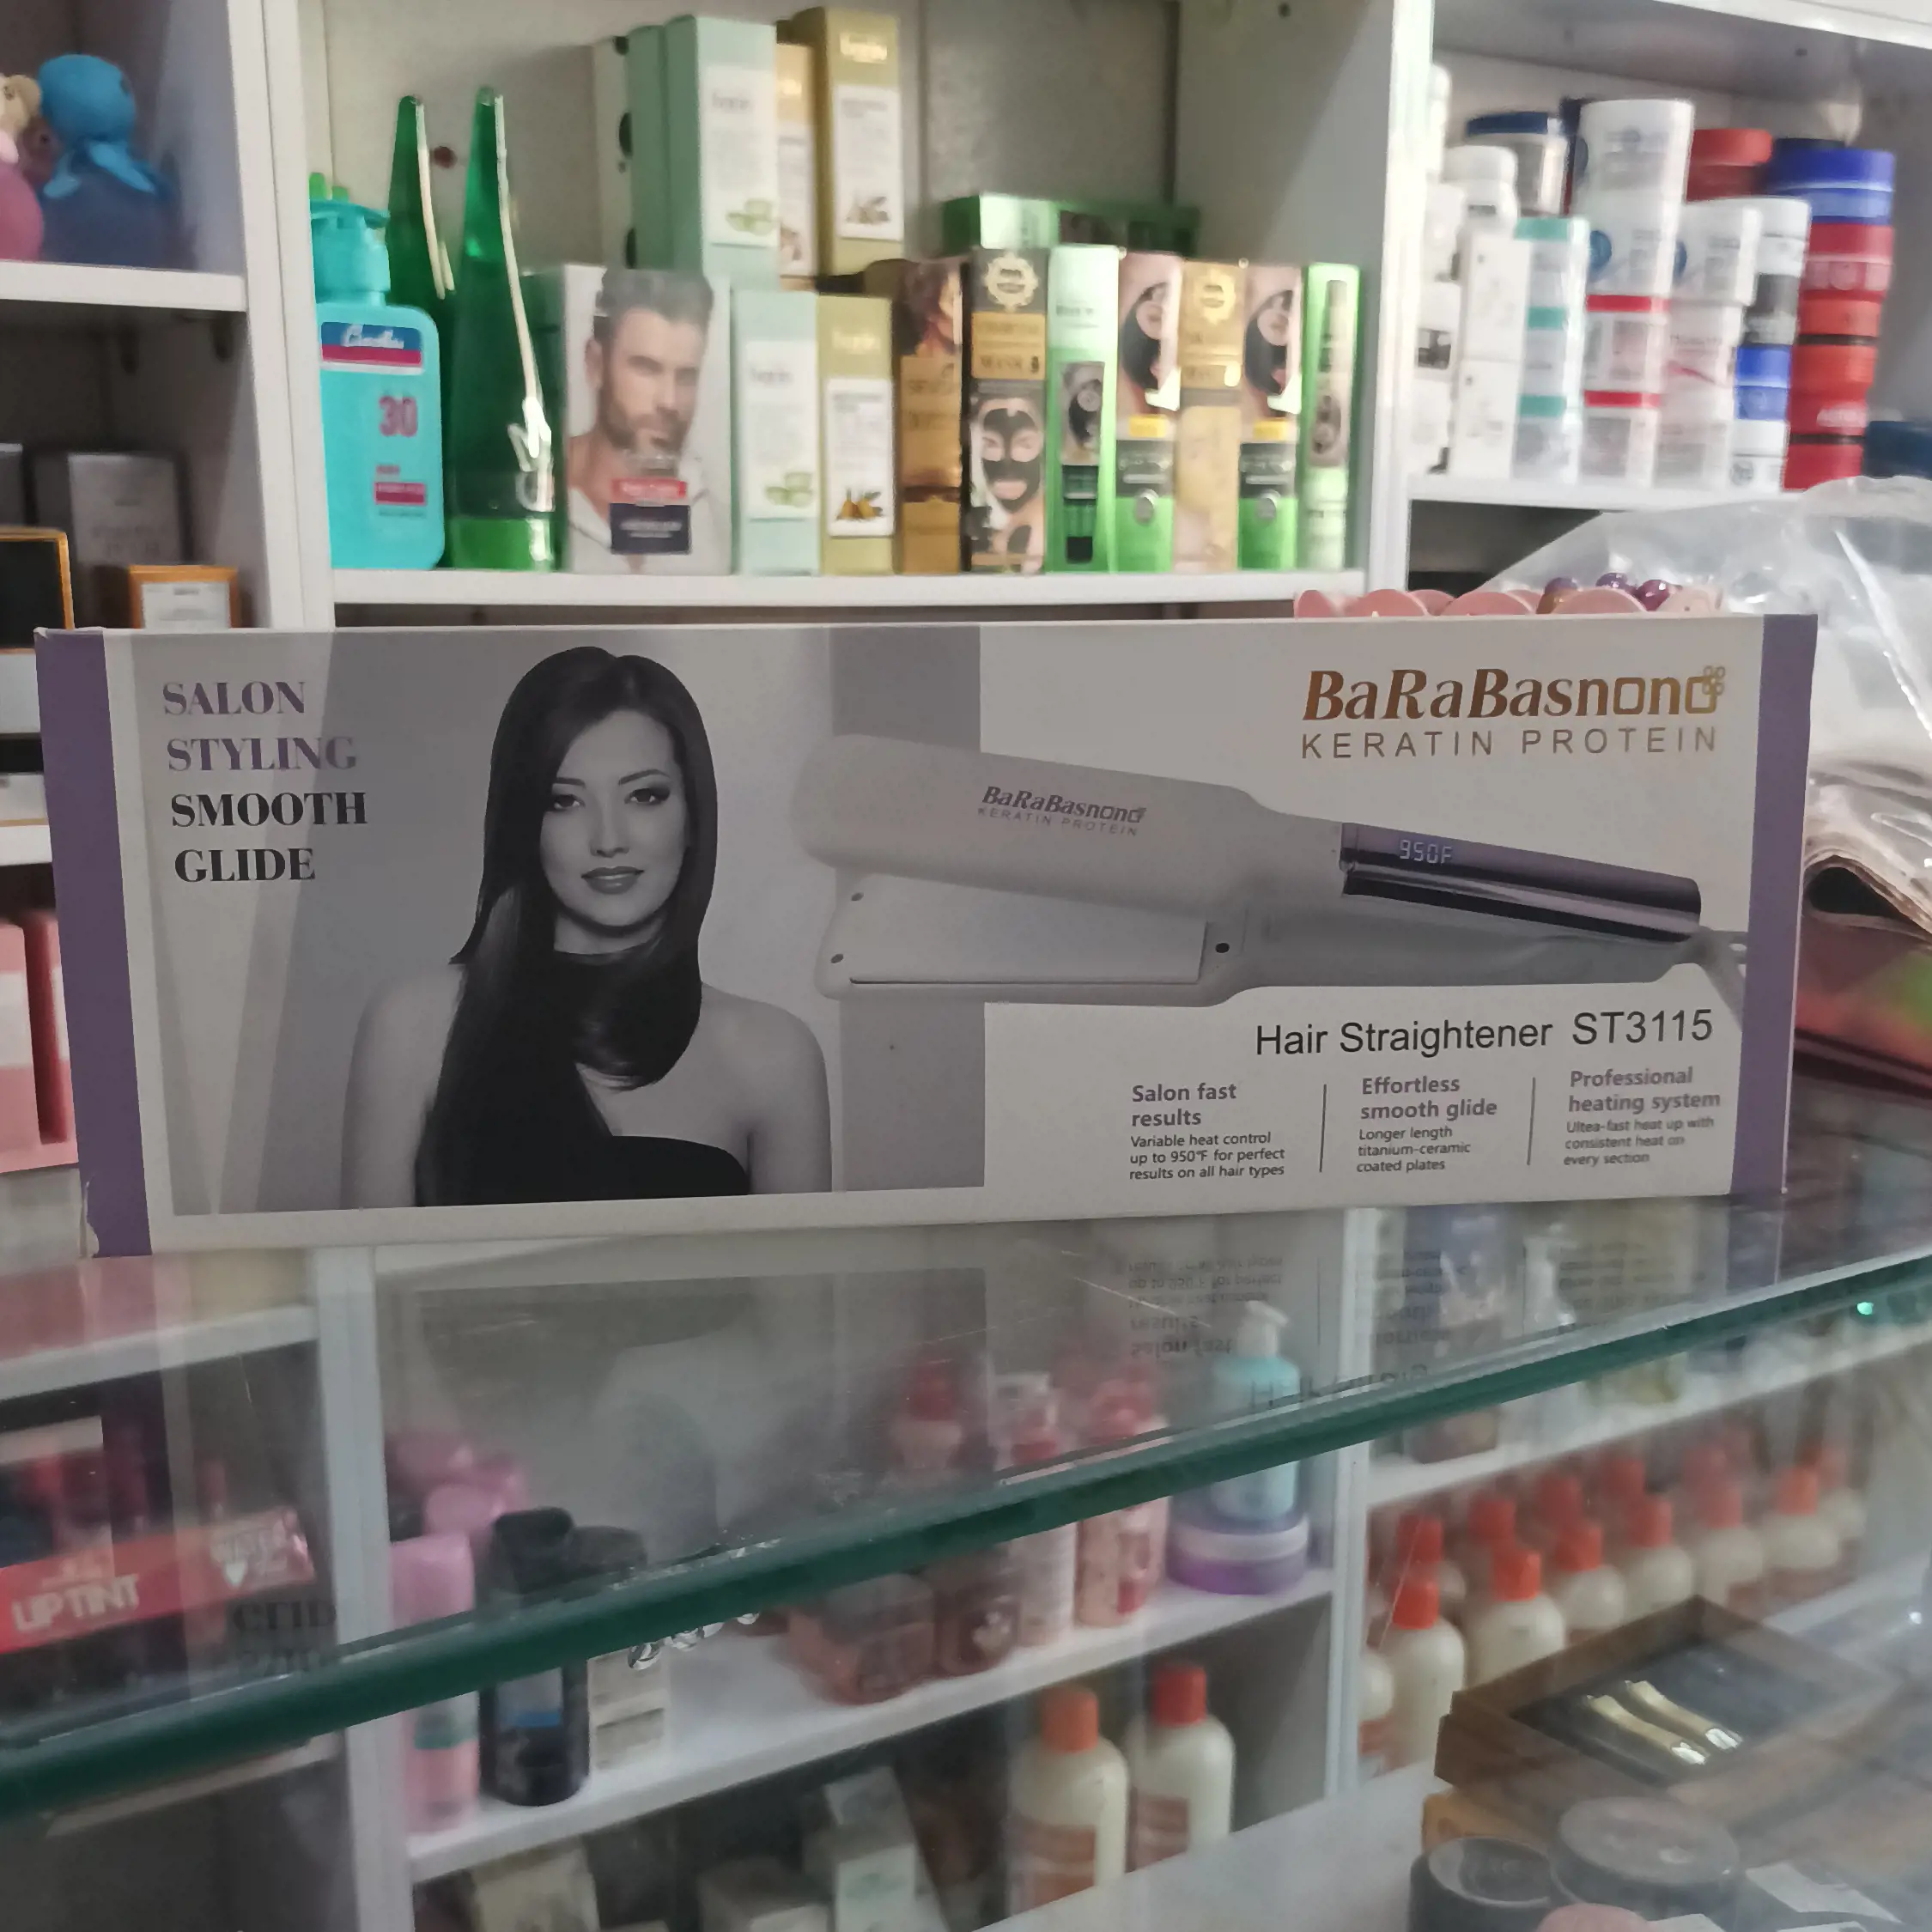 SALON
STYLING
SMOOTH
GLIDE
BaRaBasnono
KERATIN PROTEIN
BaRaBasnono
KERATIN PROTEIN
950F
Hair Straightener ST3115
Salon fast
results
Variable heat control
up to 950°F for perfect
results on all hair types
Effortless
smooth glide
Longer length
titanium-ceramic
coated plates
Professional
heating system
Ultea-fast heat up with
consistent heat on
every section
30
MASK
LIP TINT